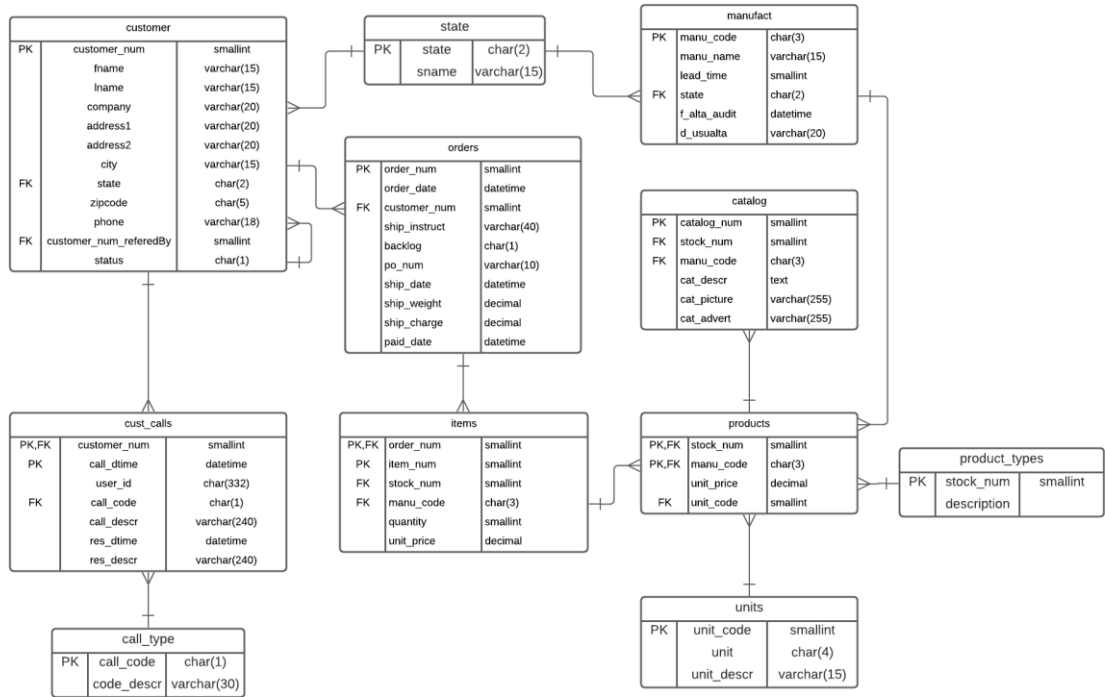 customer
PK customer_num smallint
fname varchar(15)
lname varchar(15)
company varchar(20)
address1 varchar(20)
address2 varchar(20)
city varchar(15)
FK state char(2)
zipcode char(5)
phone varchar(18)
FK customer_num_referedBy smallint
status char(1)
state
PK state char(2)
sname varchar(15)
manufact
PK manu_code char(3)
manu_name varchar(15)
lead_time smallint
FK state char(2)
f_alta_audit datetime
d_usualta varchar(20)
orders
PK order_num smallint
order_date datetime
FK customer_num smallint
ship_instruct varchar(40)
backlog char(1)
po_num varchar(10)
ship_date datetime
ship_weight decimal
ship_charge decimal
paid_date datetime
catalog
PK catalog_num smallint
FK stock_num smallint
FK manu_code char(3)
cat_descr text
cat_picture varchar(255)
cat_advert varchar(255)
cust_calls
PK,FK customer_num smallint
PK call_dtime datetime
user_id char(332)
FK call_code char(1)
call_descr varchar(240)
res_dtime datetime
res_descr varchar(240)
items
PK,FK order_num smallint
PK item_num smallint
FK stock_num smallint
FK manu_code char(3)
quantity smallint
unit_price decimal
products
PK,FK stock_num smallint
PK,FK manu_code char(3)
unit_price decimal
FK unit_code smallint
product_types
PK stock_num smallint
description
call_type
PK call_code char(1)
code_descr varchar(30)
units
PK unit_code smallint
unit char(4)
unit_descr varchar(15)